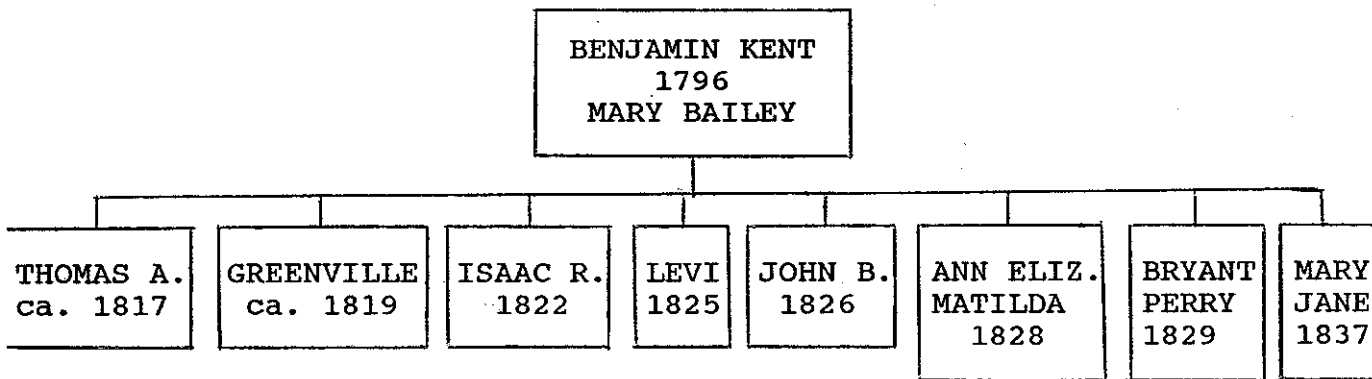 BENJAMIN KENT
1796
MARY BAILEY
THOMAS A.
ca. 1817
GREENVILLE
ca. 1819
ISAAC R.
1822
LEVI
1825
JOHN B.
1826
ANN ELIZ.
MATILDA
1828
BRYANT
PERRY
1829
MARY
JANE
1837